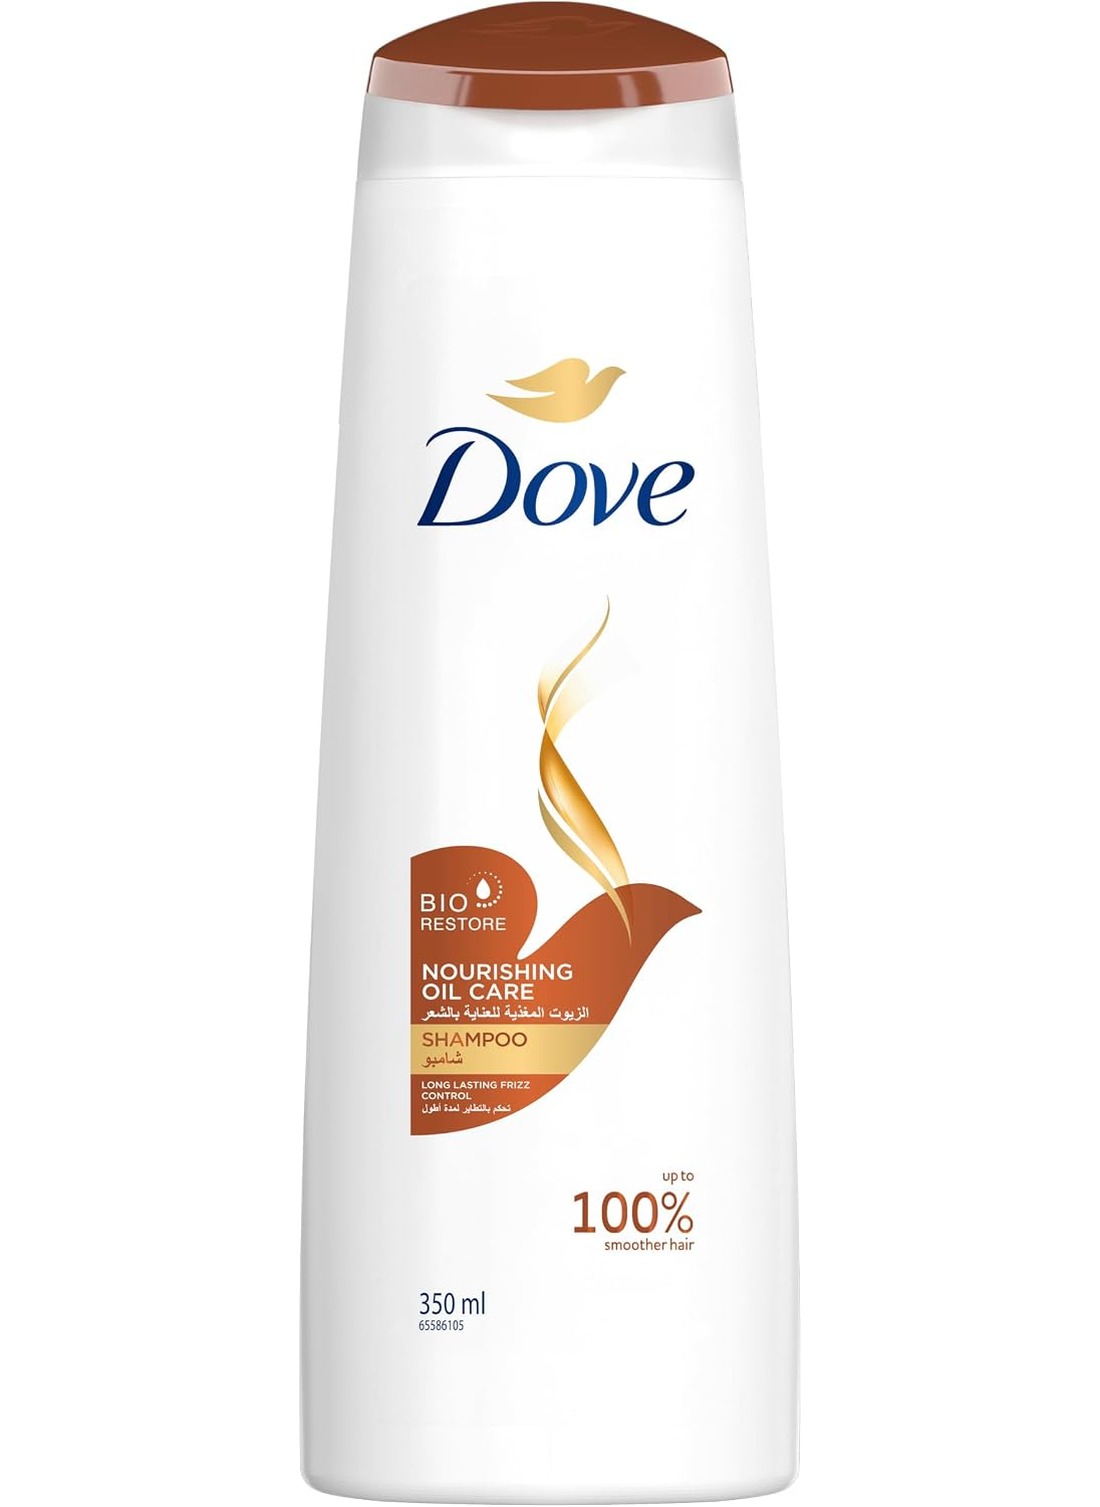 Dove
BIO
RESTORE
NOURISHING
OIL CARE
الزيوت المغذية للعناية بالشعر
SHAMPOO
شامبو
LONG LASTING FRIZZ
CONTROL
تحكم بالتطاير لمدة أطول
up to
100%
smoother hair
350 ml
65586105